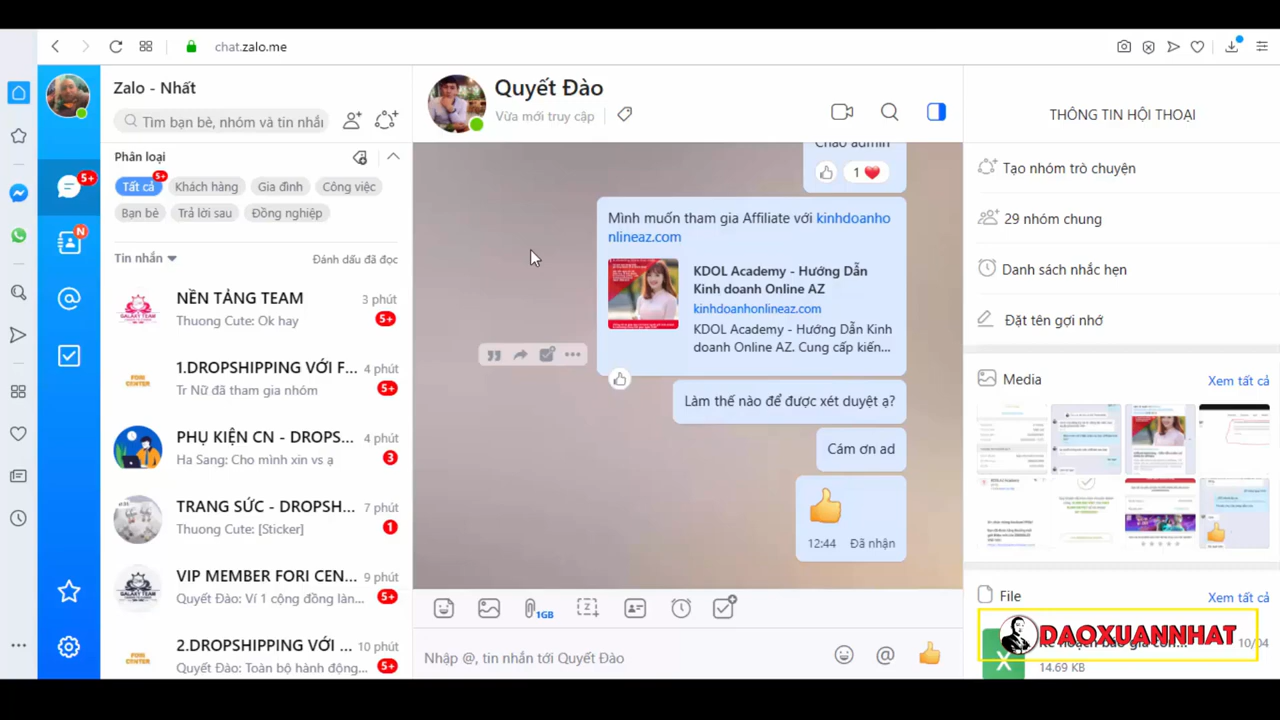 chat.zalo.me
Zalo - Nhất
Tìm bạn bè, nhóm và tin nhắi
Phân loại
Tất cả
5+
Khách hàng
Gia đình
Công việc
Bạn bè
Trả lời sau
Đồng nghiệp
Tin nhắn
Đánh dấu đã đọc
5+
N
NỀN TẢNG TEAM
3 phút
Thuong Cute: Ok hay
5+
1.DROPSHIPPING VỚI F...
4 phút
Tr Nữ đã tham gia nhóm
5+
PHỤ KIỆN CN - DROPS...
4 phút
Ha Sang: Cho mình xin vs ạ
3
TRANG SỨC - DROPSH...
7 phút
Thuong Cute: [Sticker]
1
VIP MEMBER FORI CEN...
9 phút
Quyết Đào: Ví 1 cộng đồng làn...
5+
2.DROPSHIPPING VỚI ...
10 phút
Quyết Đào: Toàn bộ hành động...
5+
Quyết Đào
Vừa mới truy cập
Chào admin
1
Mình muốn tham gia Affiliate với kinhdoanho
nlineaz.com
KDOL Academy - Hướng Dẫn
Kinh doanh Online AZ
kinhdoanhonlineaz.com
KDOL Academy - Hướng Dẫn Kinh
doanh Online AZ. Cung cấp kiến...
Làm thế nào để được xét duyệt ạ?
Cám ơn ad
12:44 Đã nhận
1GB
Nhập @, tin nhắn tới Quyết Đào
THÔNG TIN HỘI THOẠI
Tạo nhóm trò chuyện
29 nhóm chung
Danh sách nhắc hẹn
Đặt tên gợi nhớ
Media
Xem tất cả
File
Xem tất cả
DAOXUANNHAT
10/04
14.69 KB